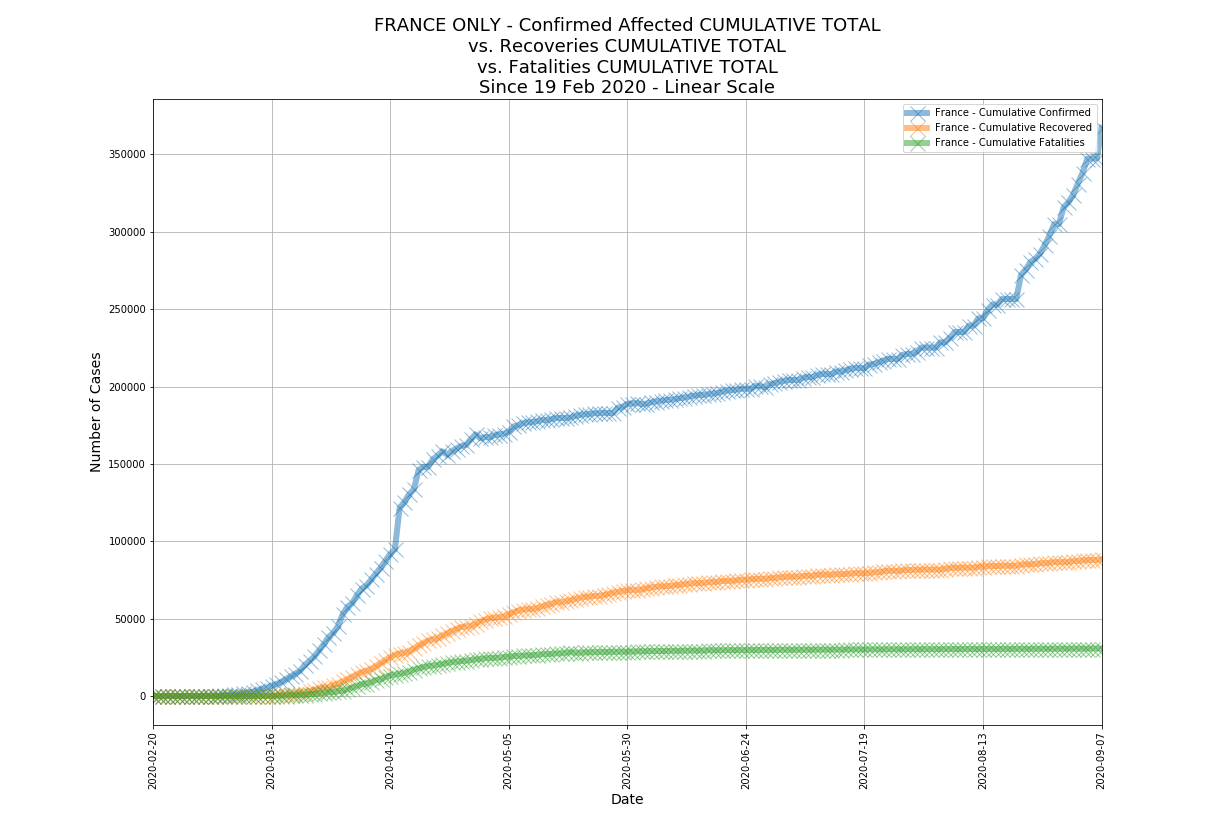 FRANCE ONLY - Confirmed Affected CUMULATIVE TOTAL
vs. Recoveries CUMULATIVE TOTAL
vs. Fatalities CUMULATIVE TOTAL
Since 19 Feb 2020 - Linear Scale
France - Cumulative Confirmed
France - Cumulative Recovered
France - Cumulative Fatalities
Number of Cases
350000
300000
250000
200000
150000
100000
50000
0
2020-02-20
2020-03-16
2020-04-10
2020-05-05
2020-05-30
2020-06-24
2020-07-19
2020-08-13
2020-09-07
Date